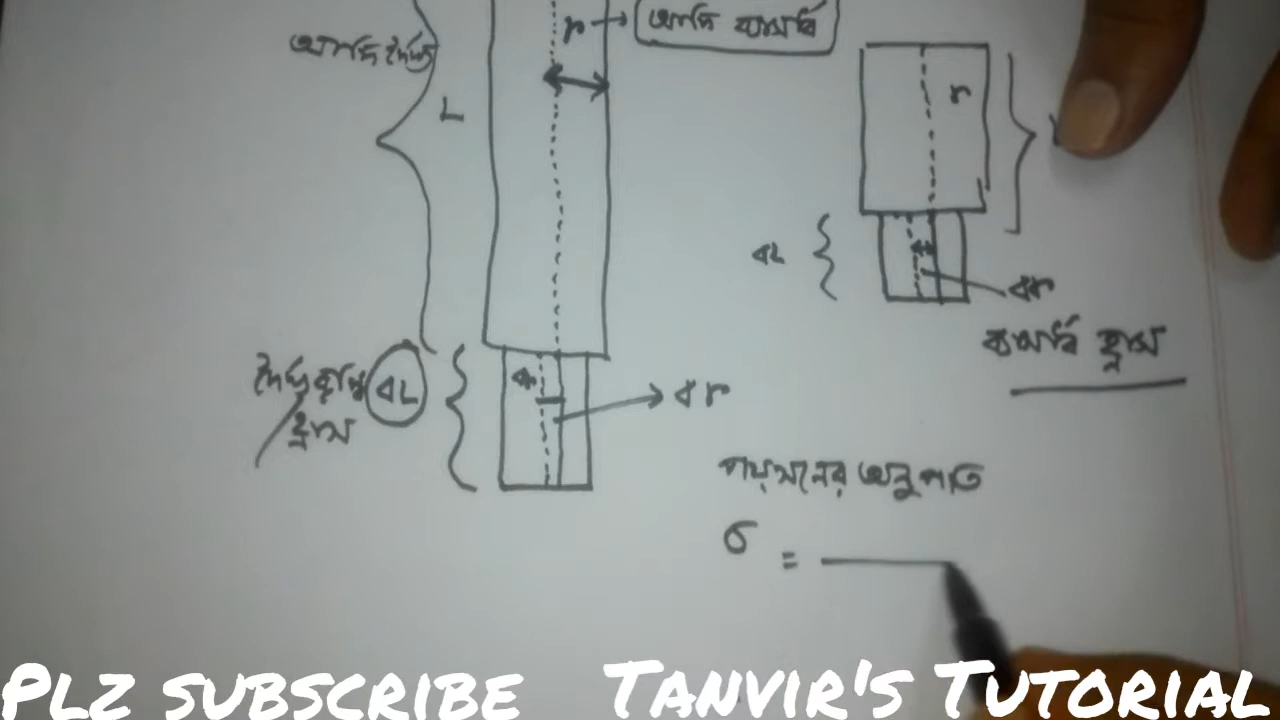 r → আদি ব্যাসার্ধ
আদি দৈর্ঘ্য
L
r
ΔL
Δr
ব্যাসার্ধ হ্রাস
দৈর্ঘ্য বৃদ্ধি ΔL
/হ্রাস
Δr
পয়সনের অনুপাত
σ =
Plz subscribe Tanvir's Tutorial